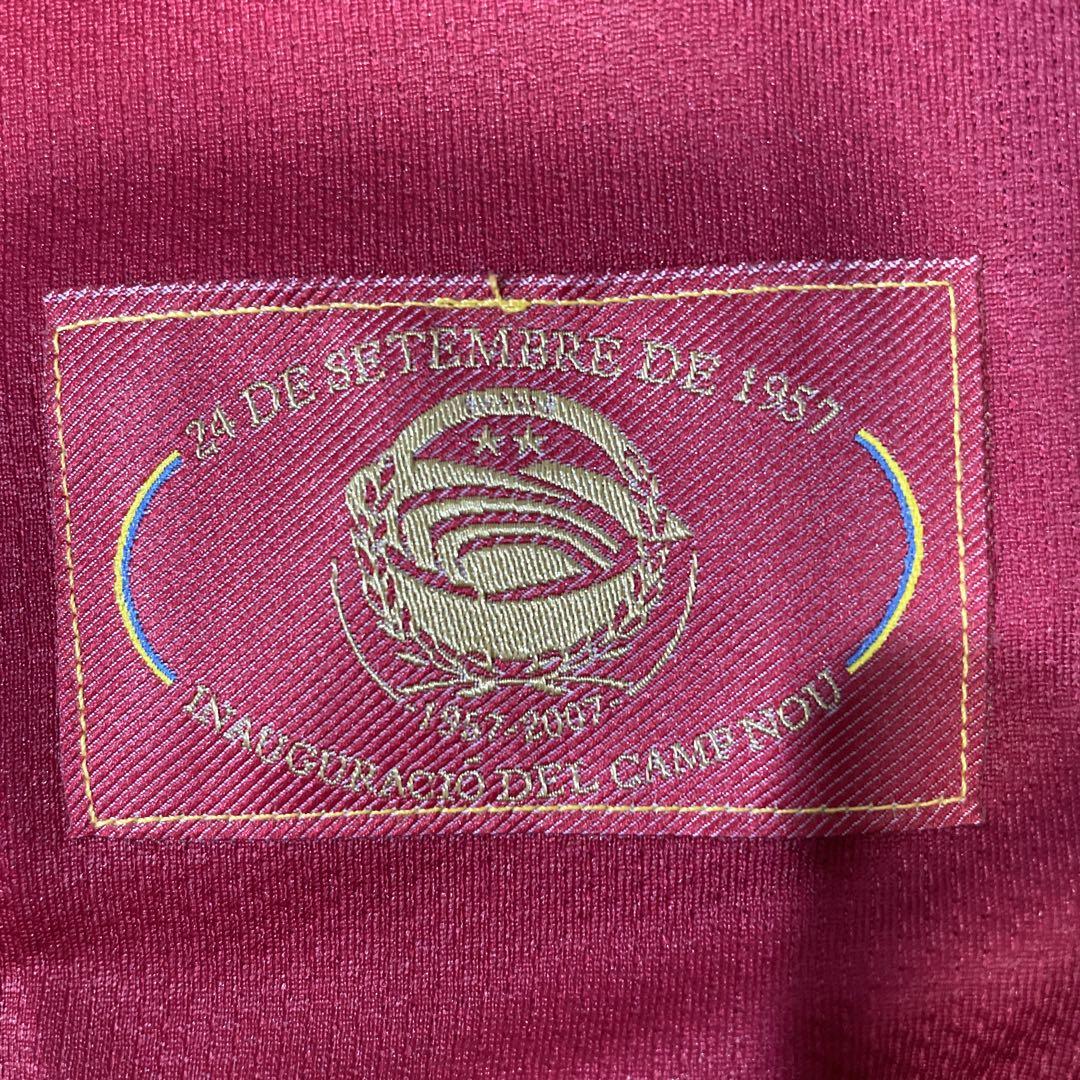 24 DE SETEMBRE DE 1957
-1957-2007-
INAUGURACIÓ DEL CAMP NOU